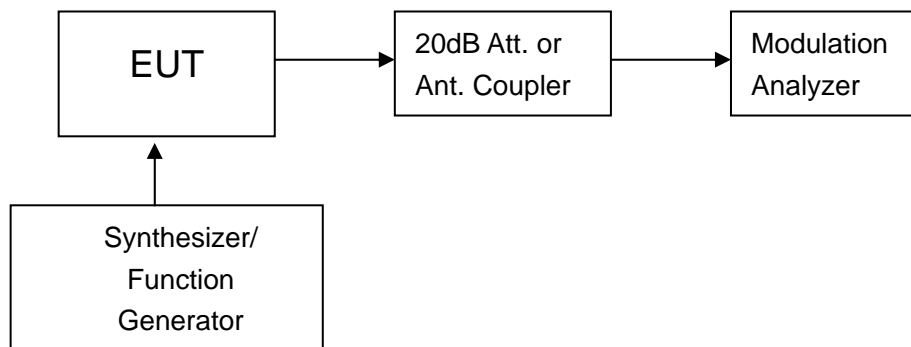 EUT
20dB Att. or
Ant. Coupler
Modulation
Analyzer
Synthesizer/
Function
Generator